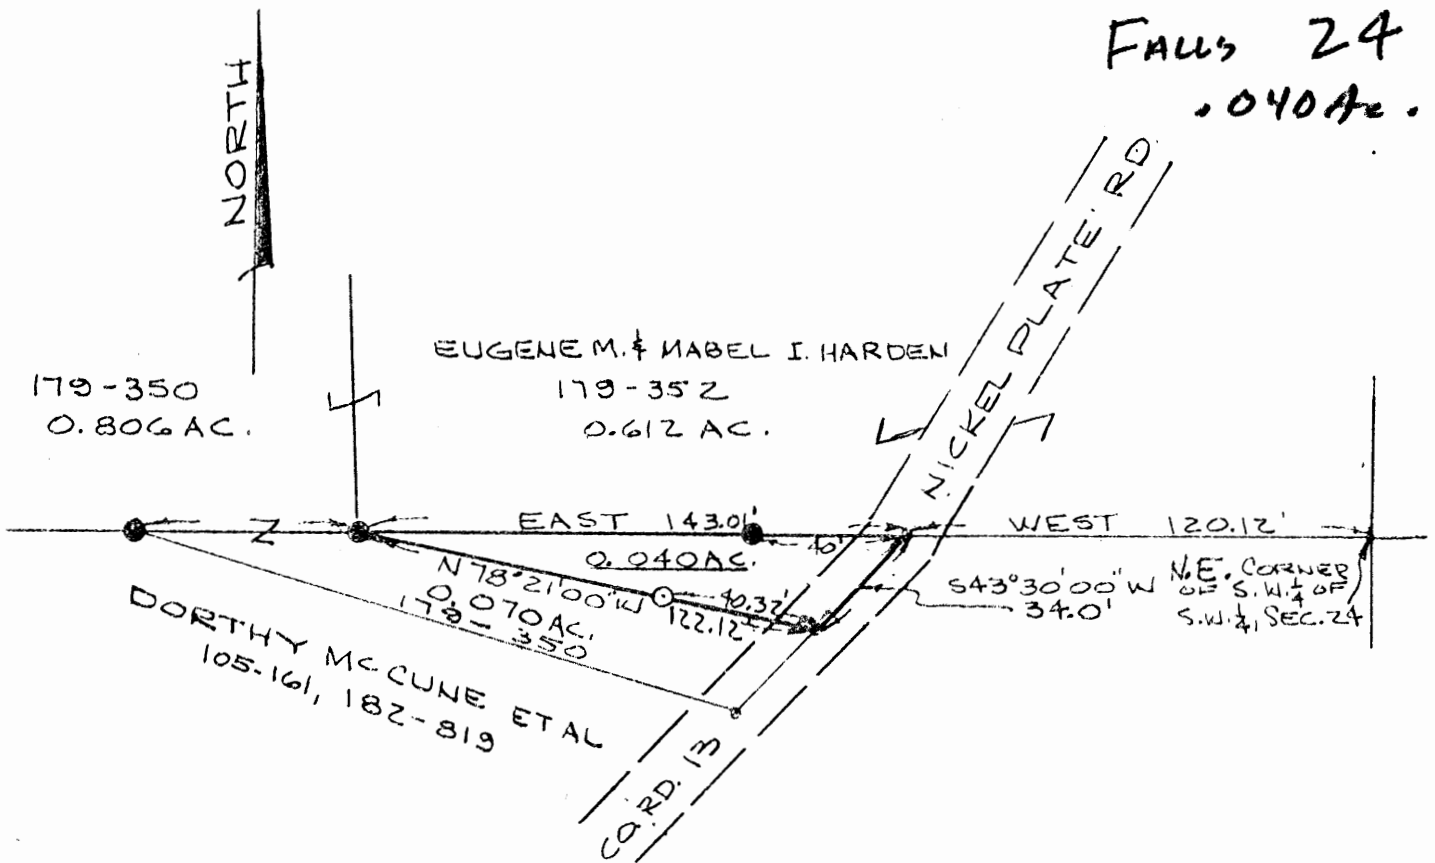 FALLS 24
.040 Ac.
NORTH
NICKEL PLATE RD
EUGENE M. & MABEL I. HARDEN
179-352
0.612 AC.
179-350
0.806 AC.
EAST 143.01'
40'
WEST 120.12'
0.040 AC.
N 78°21'00" W
0.070 AC.
179-350
40.32'
122.12'
S43°30'00" W
34.0'
N.E. CORNER
OF S.W.¼ OF
S.W.¼, SEC. 24
DORTHY MCCUNE ET AL
105-161, 182-819
CO. RD. 13